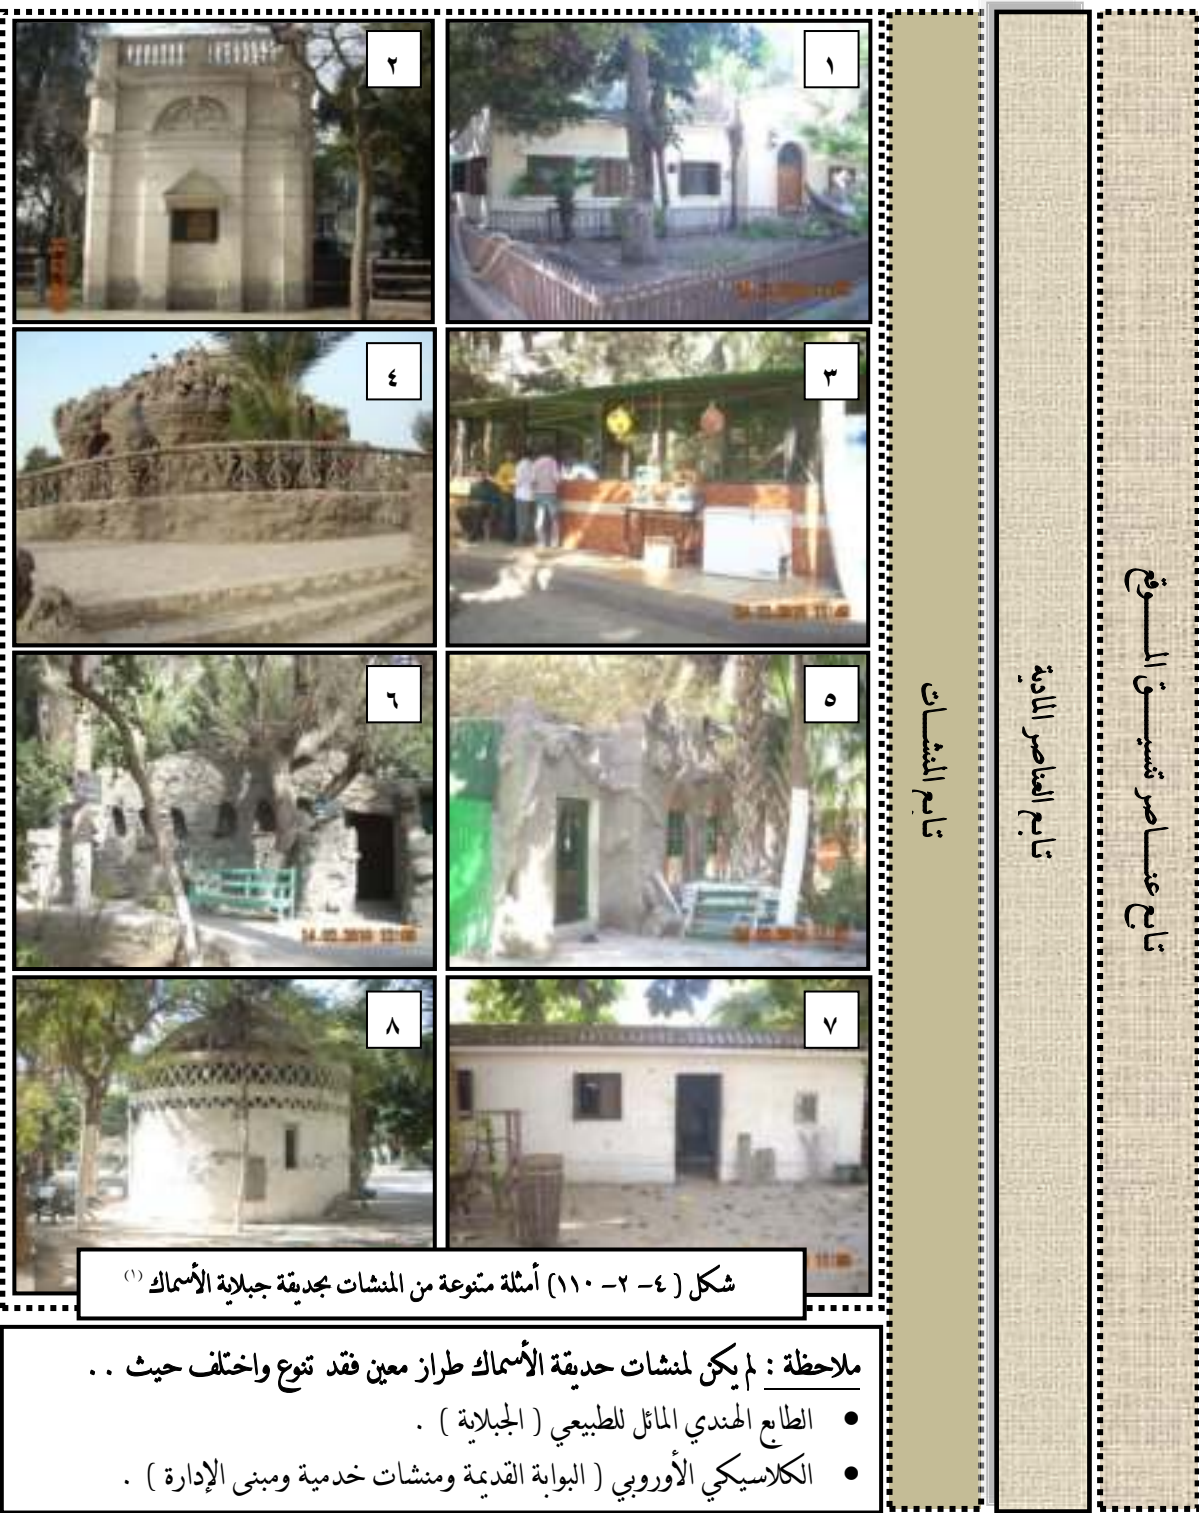 تابع عناصر تنسيق الموقع
تابع العناصر المادية
تابع المنشات
١
٢
٣
٤
٥
٦
٧
٨
شكل ( ٤- ٢- ١١٠) أمثلة متنوعة من المنشات بحديقة جبلاية الأسماك (١)
ملاحظة : لم يكن لمنشات حديقة الأسماك طراز معين فقد تنوع واختلف حيث . .
● الطابع الهندي المائل للطبيعي ( الجبلاية ) .
● الكلاسيكي الأوروبي ( البوابة القديمة ومنشات خدمية ومبنى الإدارة ) .